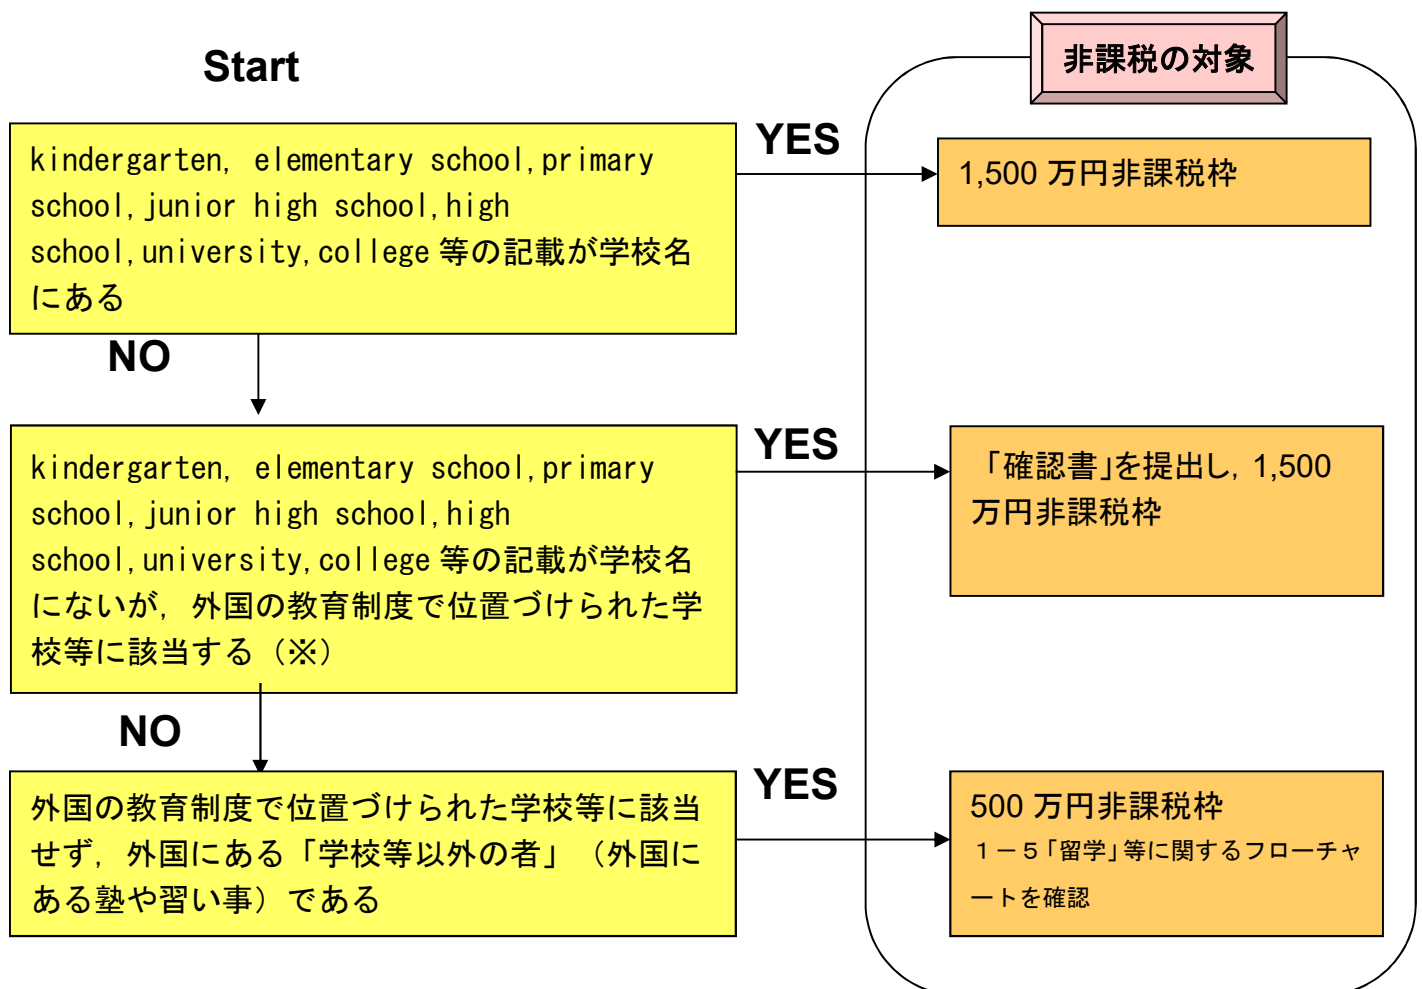 Start
非課税の対象
kindergarten, elementary school,primary
school,junior high school,high
school,university,college 等の記載が学校名
にある
YES
1,500 万円非課税枠
NO
kindergarten, elementary school,primary
school,junior high school,high
school,university,college 等の記載が学校名
にないが，外国の教育制度で位置づけられた学
校等に該当する（※）
YES
「確認書」を提出し，1,500
万円非課税枠
NO
外国の教育制度で位置づけられた学校等に該当
せず，外国にある「学校等以外の者」（外国に
ある塾や習い事）である
YES
500 万円非課税枠
１－５「留学」等に関するフローチャ
ートを確認